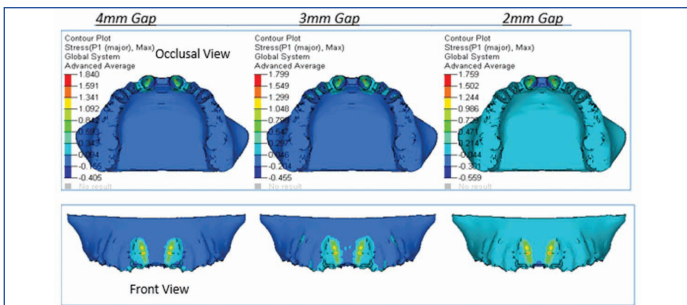 4mm Gap
3mm Gap
2mm Gap
Contour Plot
Stress(P1 (major), Max)
Global System
Advanced Average
1.840
1.591
1.341
1.092
-0.405
No result
Occlusal View
Contour Plot
Stress(P1 (major), Max)
Global System
Advanced Average
1.799
1.549
1.299
1.048
-0.455
No result
Contour Plot
Stress(P1 (major), Max)
Global System
Advanced Average
1.759
1.502
1.244
0.986
0.214
-0.044
-0.559
No result
Front View